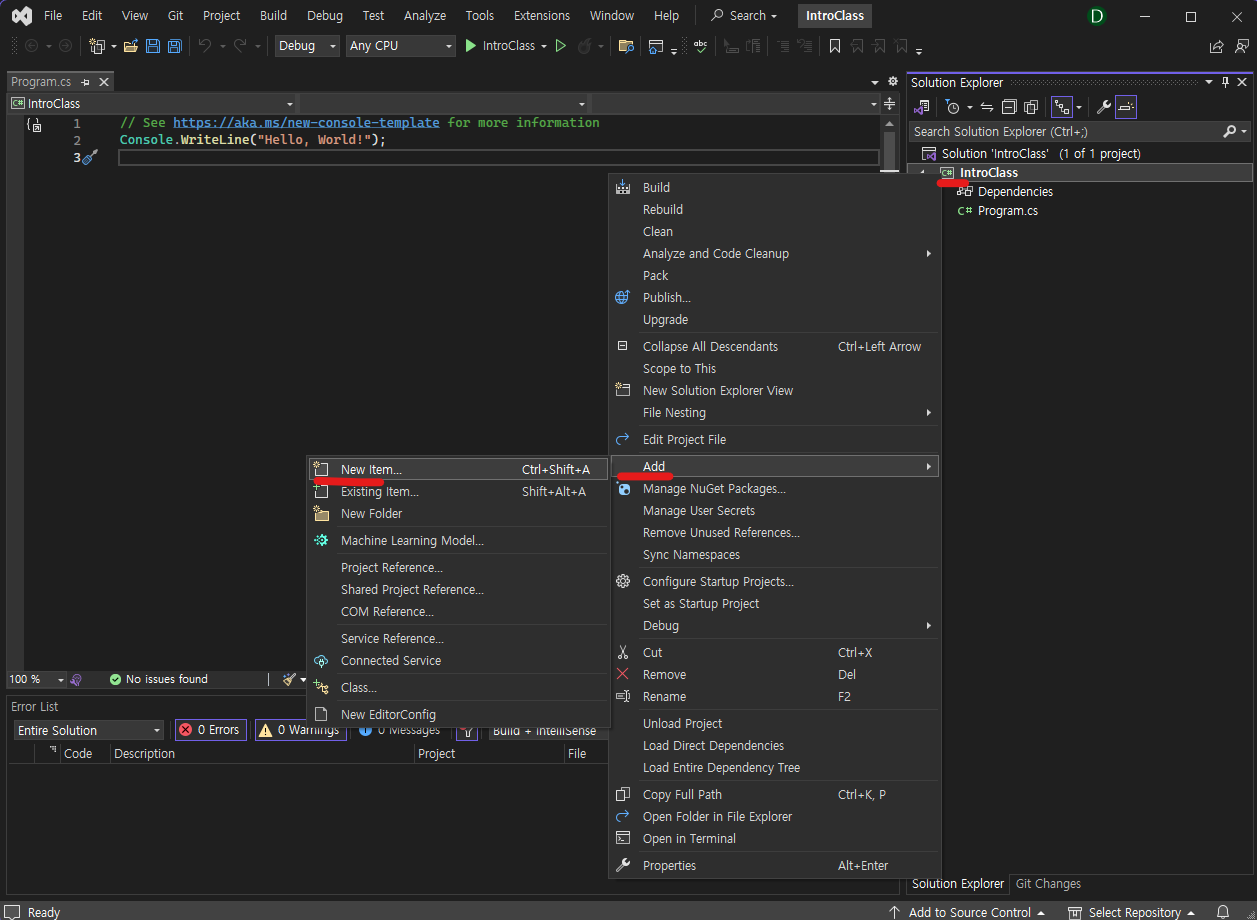 File Edit View Git Project Build Debug Test Analyze Tools Extensions Window Help Search IntroClass D
Debug Any CPU IntroClass
Program.cs
IntroClass
1 // See https://aka.ms/new-console-template for more information
2 Console.WriteLine("Hello, World!");
3
Solution Explorer
Search Solution Explorer (Ctrl+;)
Solution 'IntroClass' (1 of 1 project)
C# IntroClass
Dependencies
C# Program.cs
Build
Rebuild
Clean
Analyze and Code Cleanup
Pack
Publish...
Upgrade
Collapse All Descendants Ctrl+Left Arrow
Scope to This
New Solution Explorer View
File Nesting
Edit Project File
Add
Manage NuGet Packages...
Manage User Secrets
Remove Unused References...
Sync Namespaces
Configure Startup Projects...
Set as Startup Project
Debug
Cut Ctrl+X
Remove Del
Rename F2
Unload Project
Load Direct Dependencies
Load Entire Dependency Tree
Copy Full Path Ctrl+K, P
Open Folder in File Explorer
Open in Terminal
Properties Alt+Enter
New Item... Ctrl+Shift+A
Existing Item... Shift+Alt+A
New Folder
Machine Learning Model...
Project Reference...
Shared Project Reference...
COM Reference...
Service Reference...
Connected Service
Class...
New EditorConfig
100 % No issues found
Error List
Entire Solution 0 Errors 0 Warnings 0 Messages Build + IntelliSense
Code Description Project File
Solution Explorer Git Changes
Ready Add to Source Control Select Repository